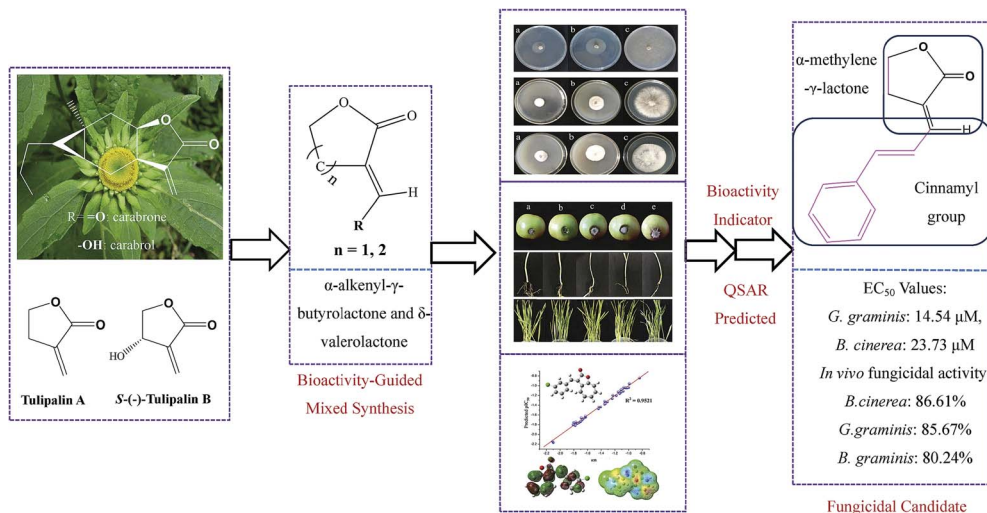 R= =O: carabrone
-OH: carabrol
O
O
O
O
O
O
HO
Tulipalin A
S-(-)-Tulipalin B
O
O
C
n
H
R
n = 1, 2
α-alkenyl-γ-
butyrolactone and δ-
valerolactone
Bioactivity-Guided
Mixed Synthesis
a
b
c
a
b
c
a
b
c
a
b
c
d
e
R² = 0.9521
Bioactivity
Indicator
QSAR
Predicted
α-methylene
-γ-lactone
O
O
H
Cinnamyl
group
EC₅₀ Values:
G. graminis: 14.54 μM,
B. cinerea: 23.73 μM
In vivo fungicidal activity
B.cinerea: 86.61%
G.graminis: 85.67%
B. graminis: 80.24%
Fungicidal Candidate